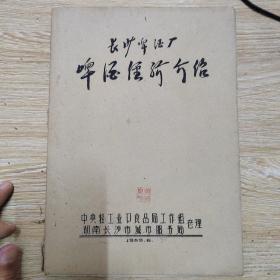 长沙啤酒厂
啤酒经验介绍
中央轻工业部食品局工作组
湖南长沙市城市服务局 整理